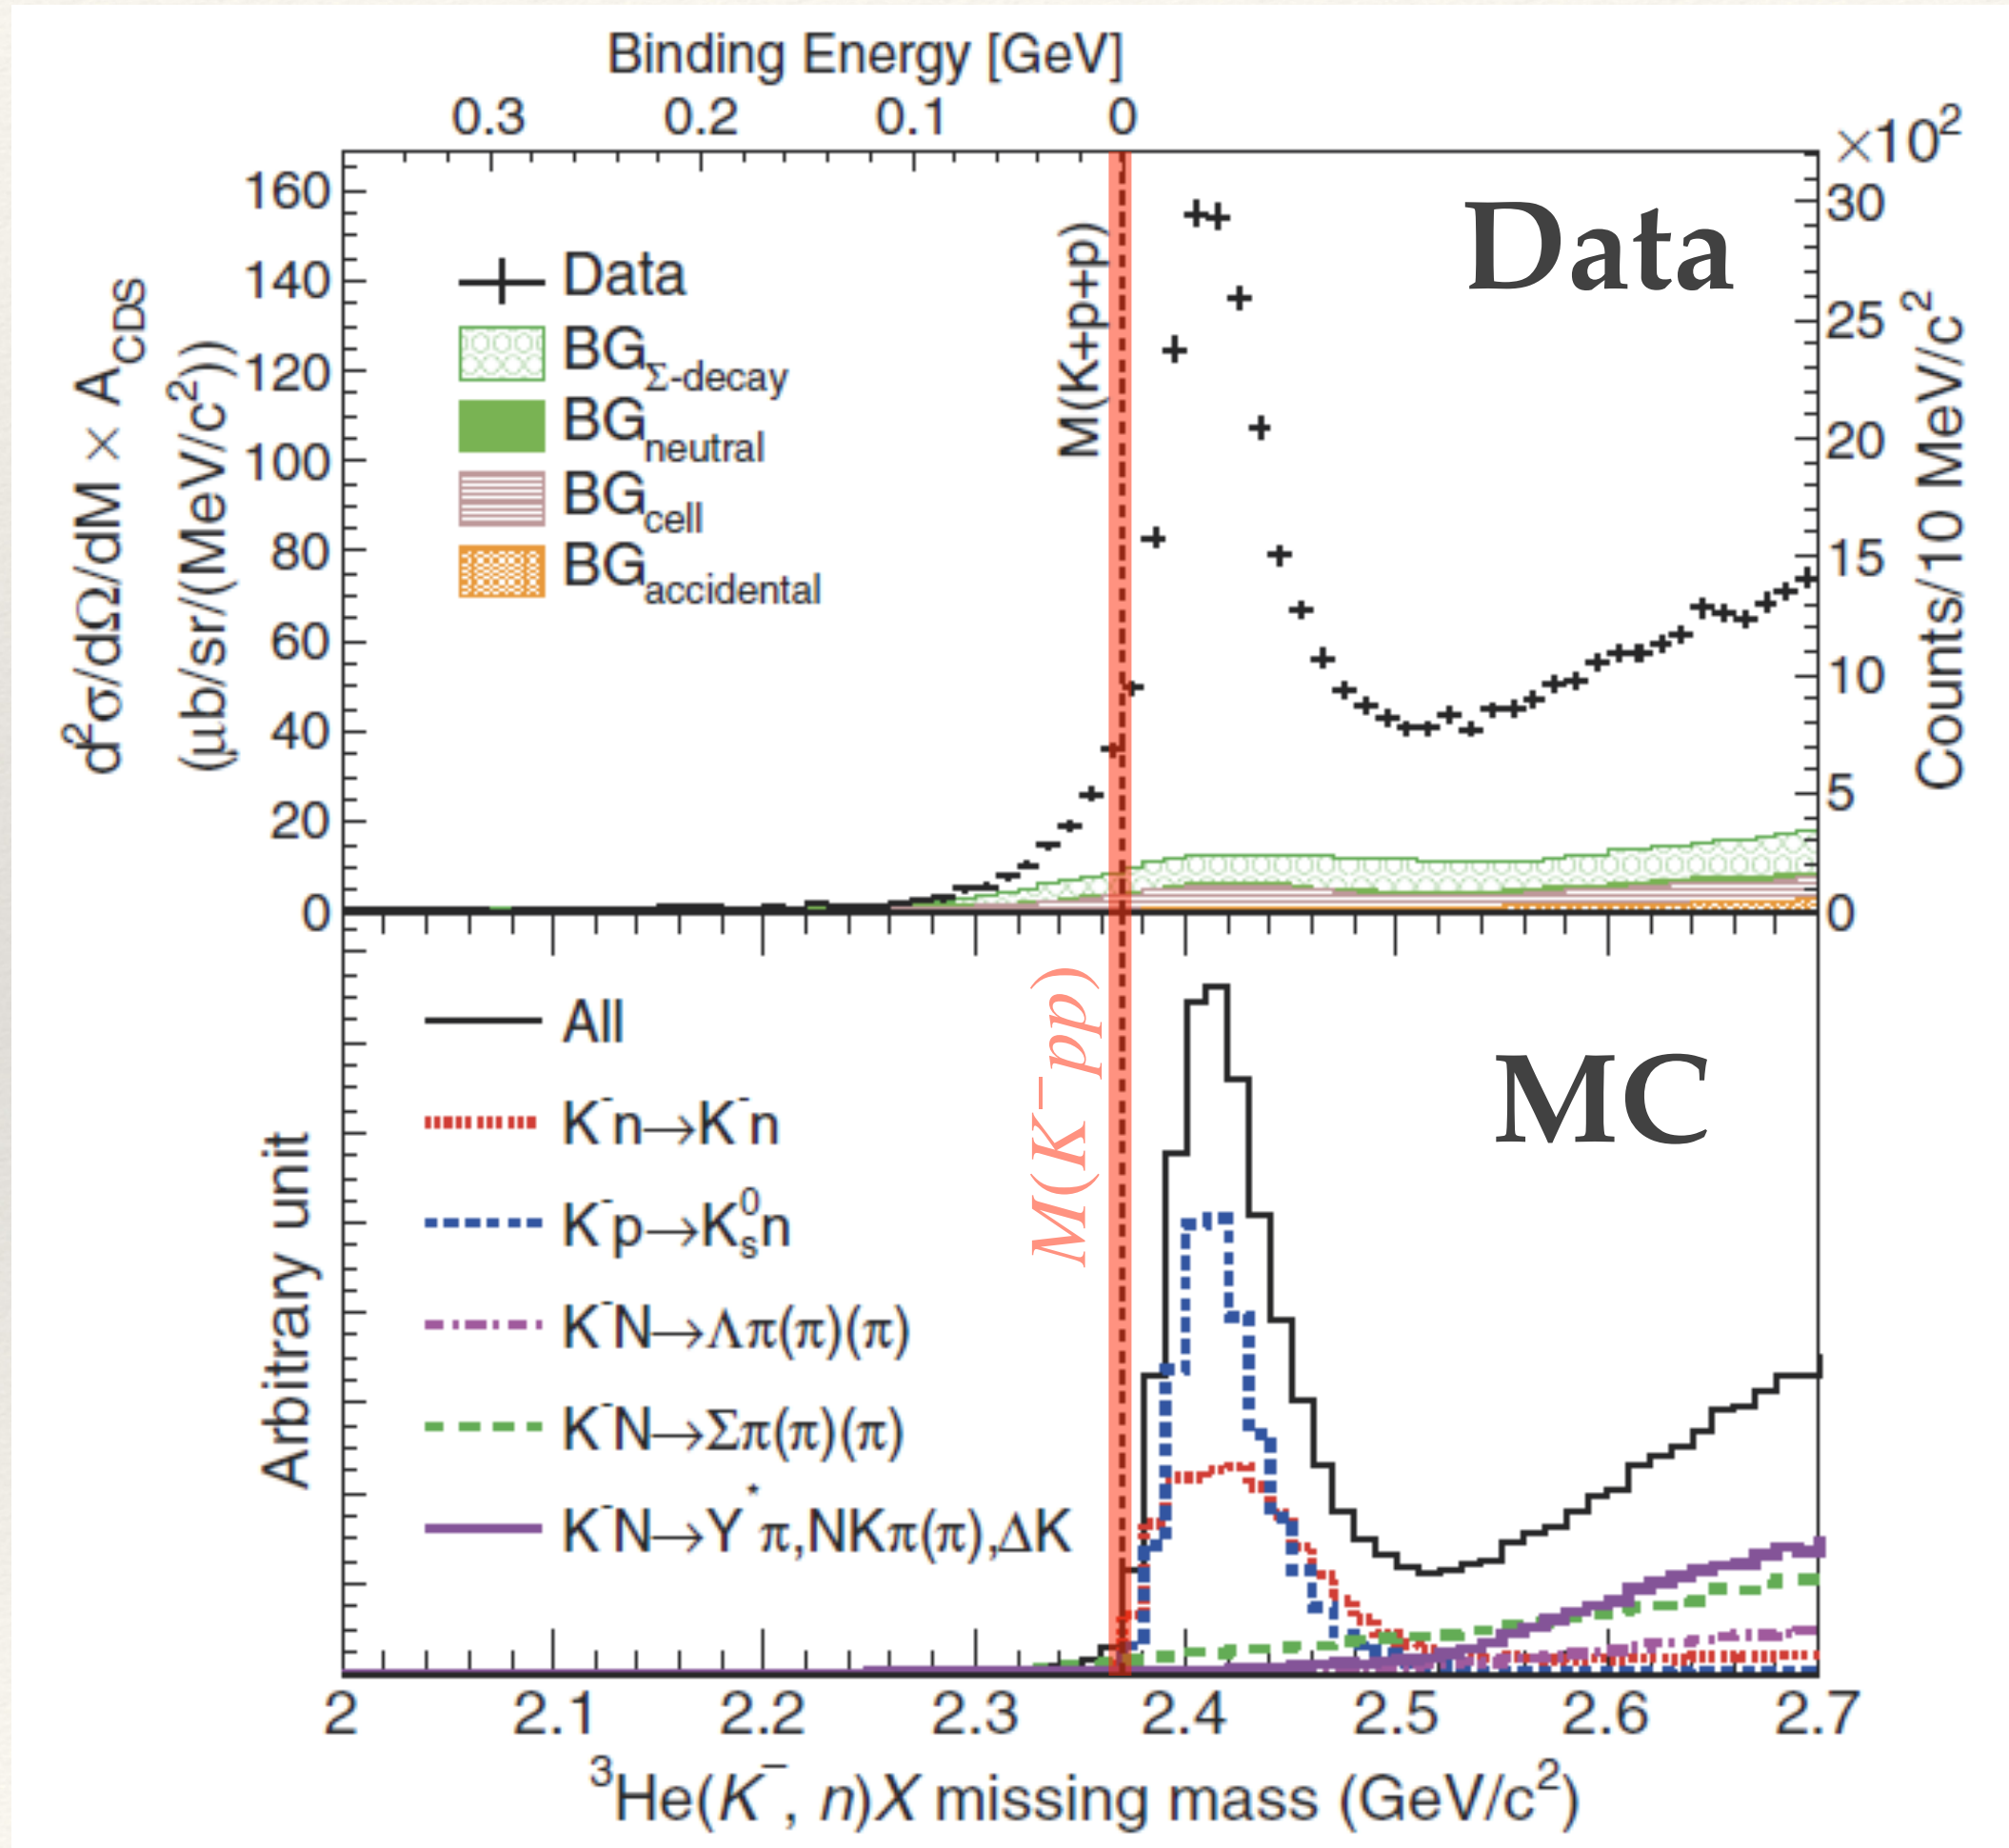 Binding Energy [GeV]
0.3 0.2 0.1 0
×10²
160
140
120
100
80
60
40
20
0
d²σ/dΩ/dM × A_CDS
(μb/sr/(MeV/c²))
Data
BG_Σ-decay
BG_neutral
BG_cell
BG_accidental
M(K+p+p)
Data
30
25
20
15
10
5
0
Counts/10 MeV/c²
Arbitrary unit
All
K⁻n→K⁻n
K⁻p→K⁰ₛn
K⁻N→Λπ(π)(π)
K⁻N→Σπ(π)(π)
K⁻N→Y*π,NKπ(π),ΔK
M(K⁻pp)
MC
2 2.1 2.2 2.3 2.4 2.5 2.6 2.7
³He(K⁻, n)X missing mass (GeV/c²)